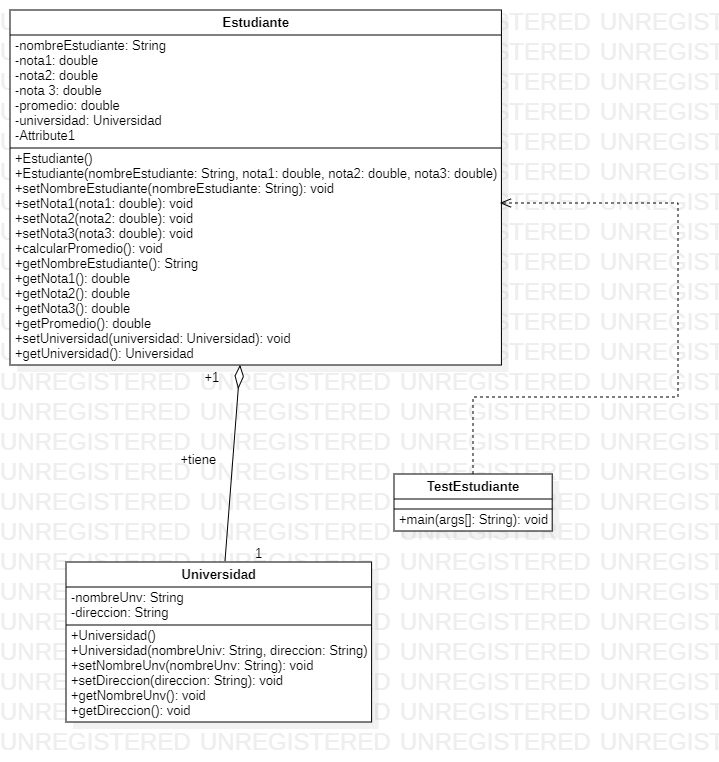 Estudiante
-nombreEstudiante: String
-nota1: double
-nota2: double
-nota 3: double
-promedio: double
-universidad: Universidad
-Attribute1
+Estudiante()
+Estudiante(nombreEstudiante: String, nota1: double, nota2: double, nota3: double)
+setNombreEstudiante(nombreEstudiante: String): void
+setNota1(nota1: double): void
+setNota2(nota2: double): void
+setNota3(nota3: double): void
+calcularPromedio(): void
+getNombreEstudiante(): String
+getNota1(): double
+getNota2(): double
+getNota3(): double
+getPromedio(): double
+setUniversidad(universidad: Universidad): void
+getUniversidad(): Universidad
+1
+tiene
1
TestEstudiante
+main(args[]: String): void
Universidad
-nombreUnv: String
-direccion: String
+Universidad()
+Universidad(nombreUniv: String, direccion: String)
+setNombreUnv(nombreUnv: String): void
+setDireccion(direccion: String): void
+getNombreUnv(): void
+getDireccion(): void
UNREGISTERED UNREGISTERED UNREGISTERED UNREGIST